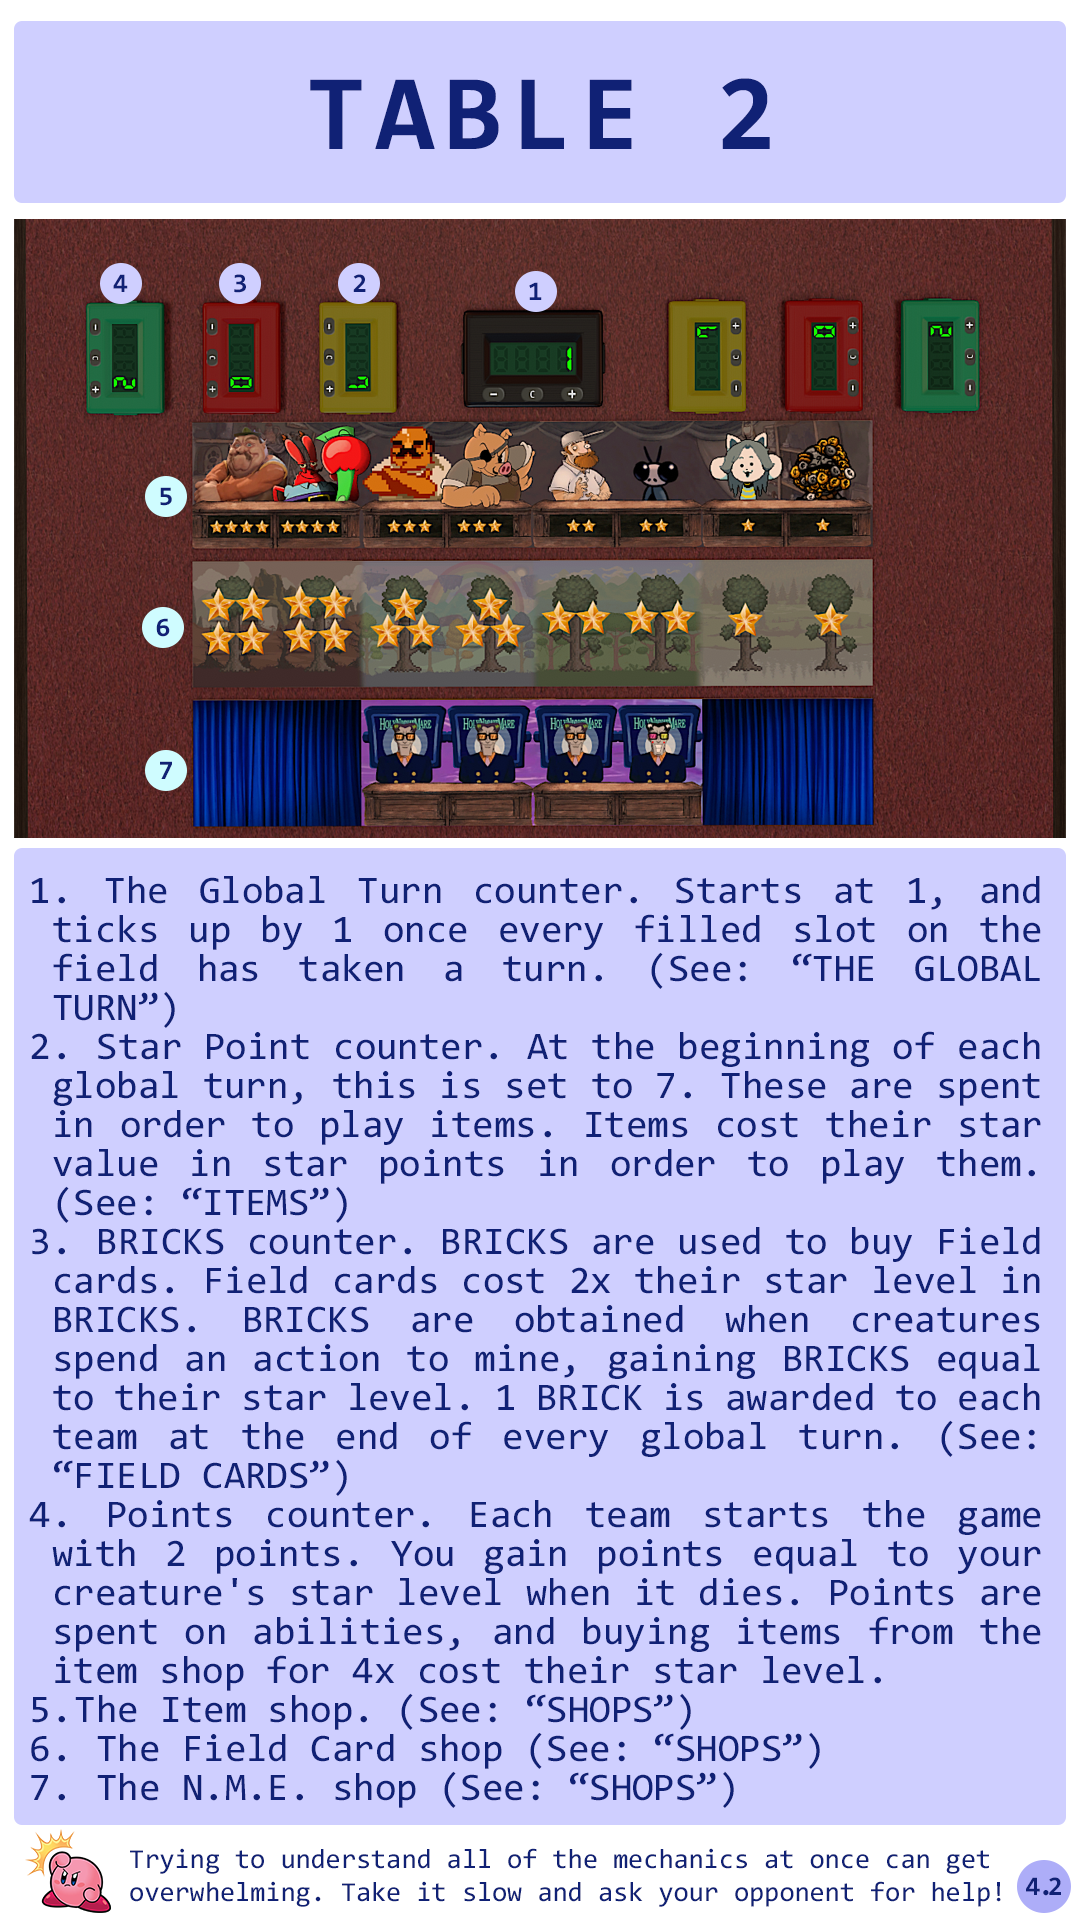 TABLE 2
4 3 2 1
5
6
7
HOLYNIGHTMARE HOLYNIGHTMARE HOLYNIGHTMARE HOLYNIGHTMARE
1. The Global Turn counter. Starts at 1, and
ticks up by 1 once every filled slot on the
field has taken a turn. (See: “THE GLOBAL
TURN”)
2. Star Point counter. At the beginning of each
global turn, this is set to 7. These are spent
in order to play items. Items cost their star
value in star points in order to play them.
(See: “ITEMS”)
3. BRICKS counter. BRICKS are used to buy Field
cards. Field cards cost 2x their star level in
BRICKS. BRICKS are obtained when creatures
spend an action to mine, gaining BRICKS equal
to their star level. 1 BRICK is awarded to each
team at the end of every global turn. (See:
“FIELD CARDS”)
4. Points counter. Each team starts the game
with 2 points. You gain points equal to your
creature's star level when it dies. Points are
spent on abilities, and buying items from the
item shop for 4x cost their star level.
5.The Item shop. (See: “SHOPS”)
6. The Field Card shop (See: “SHOPS”)
7. The N.M.E. shop (See: “SHOPS”)
Trying to understand all of the mechanics at once can get
overwhelming. Take it slow and ask your opponent for help!
4.2